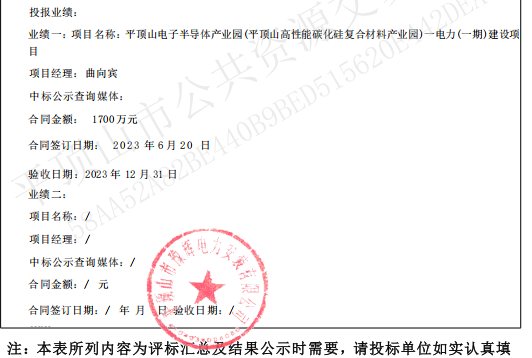 投报业绩:
业绩一: 项目名称: 平顶山电子半导体产业园(平顶山高性能碳化硅复合材料产业园)一电力(一期)建设项
目
项目经理: 曲向宾
中标公示查询媒体:
合同金额: 1700万元
合同签订日期: 2023 年 6 月 20 日
验收日期:2023 年 12 月 31 日
业绩二:
项目名称: /
项目经理: /
中标公示查询媒体: /
合同金额: / 元
合同签订日期: / 年 月 日 验收日期: /
注: 本表所列内容为评标汇总及结果公示时需要, 请投标单位如实认真填